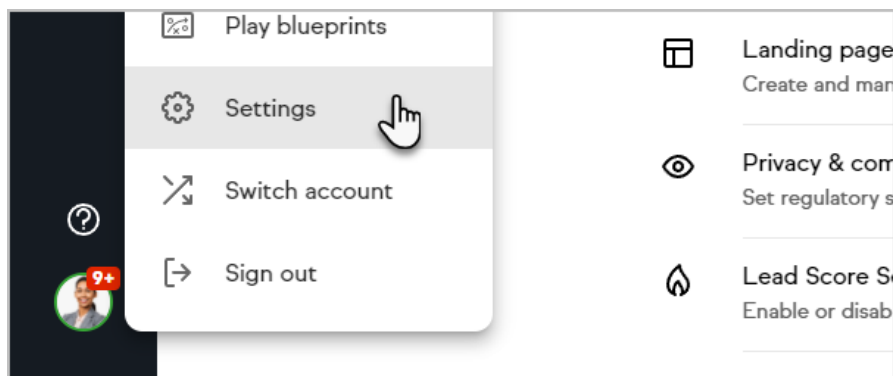 Play blueprints
Settings
Switch account
Sign out
9+
Landing page
Create and man
Privacy & com
Set regulatory s
Lead Score S
Enable or disab